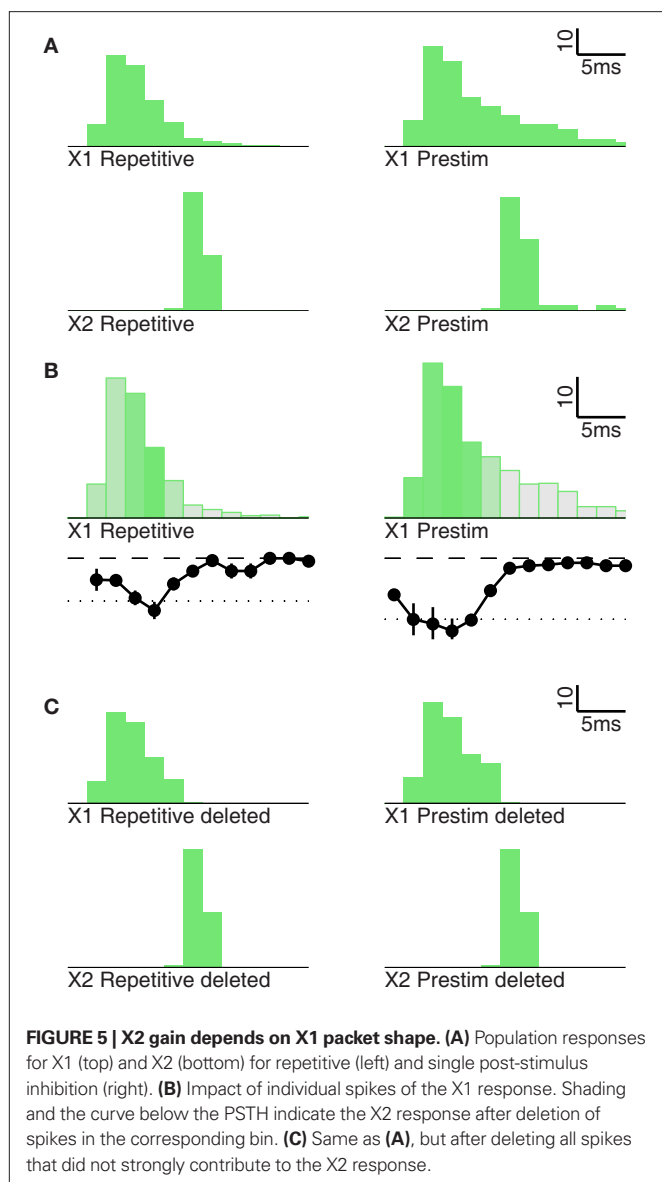 A
10
5ms
X1 Repetitive
X1 Prestim
X2 Repetitive
X2 Prestim
B
10
5ms
X1 Repetitive
X1 Prestim
C
10
5ms
X1 Repetitive deleted
X1 Prestim deleted
X2 Repetitive deleted
X2 Prestim deleted
FIGURE 5 | X2 gain depends on X1 packet shape. (A) Population responses
for X1 (top) and X2 (bottom) for repetitive (left) and single post-stimulus
inhibition (right). (B) Impact of individual spikes of the X1 response. Shading
and the curve below the PSTH indicate the X2 response after deletion of
spikes in the corresponding bin. (C) Same as (A), but after deleting all spikes
that did not strongly contribute to the X2 response.